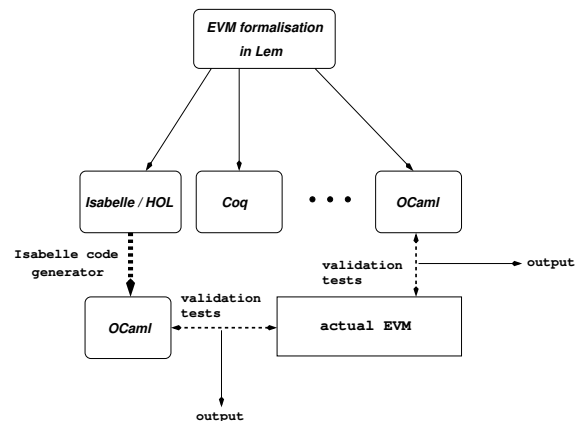 EVM formalisation
in Lem
Isabelle / HOL
Coq
OCaml
Isabelle code
generator
validation
tests
output
validation
tests
OCaml
actual EVM
output